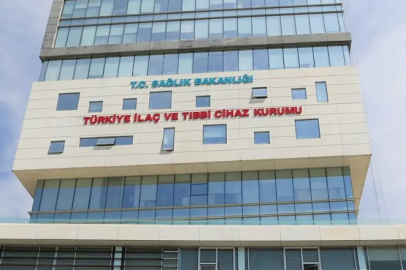 T.C. SAĞLIK BAKANLIĞI
TÜRKİYE İLAÇ VE TIBBİ CİHAZ KURUMU